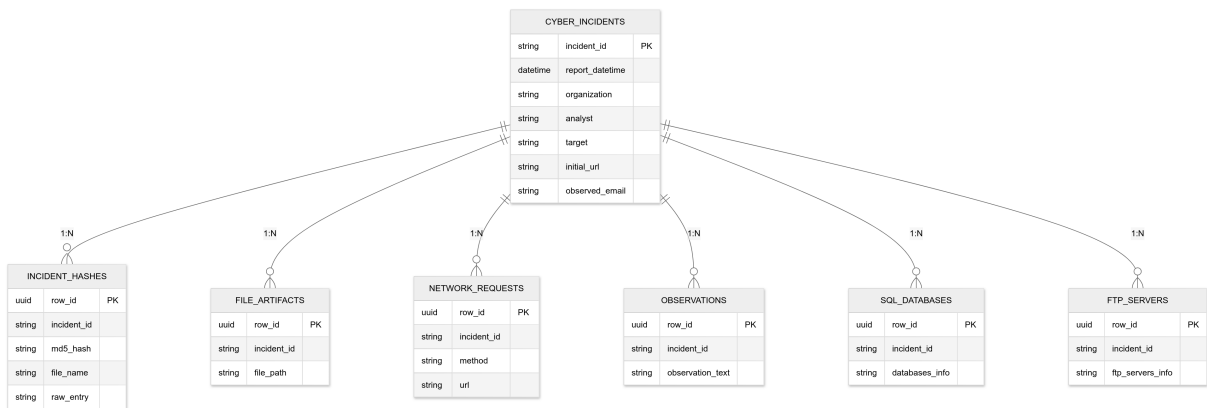 CYBER_INCIDENTS
string incident_id PK
datetime report_datetime
string organization
string analyst
string target
string initial_url
string observed_email
1:N 1:N 1:N 1:N 1:N 1:N
INCIDENT_HASHES
uuid row_id PK
string incident_id
string md5_hash
string file_name
string raw_entry
FILE_ARTIFACTS
uuid row_id PK
string incident_id
string file_path
NETWORK_REQUESTS
uuid row_id PK
string incident_id
string method
string url
OBSERVATIONS
uuid row_id PK
string incident_id
string observation_text
SQL_DATABASES
uuid row_id PK
string incident_id
string databases_info
FTP_SERVERS
uuid row_id PK
string incident_id
string ftp_servers_info